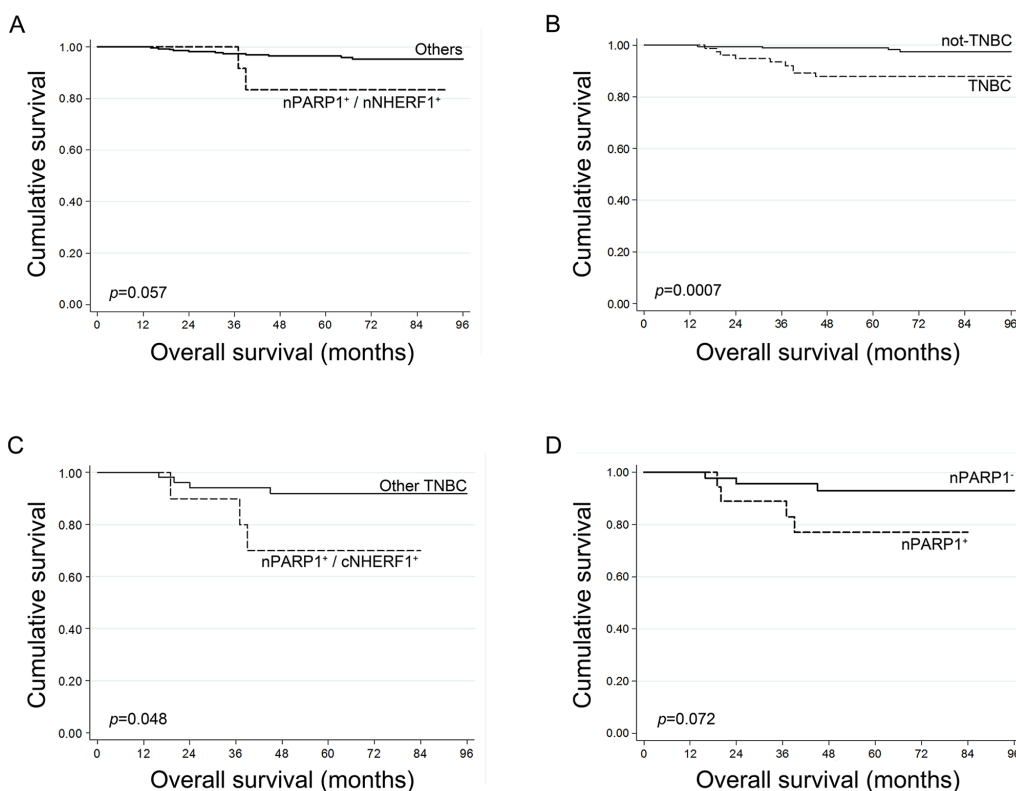 A
Cumulative survival
1.00
0.80
0.60
0.40
0.20
0.00
Others
nPARP1⁺ / nNHERF1⁺
p=0.057
0 12 24 36 48 60 72 84 96
Overall survival (months)
B
Cumulative survival
1.00
0.80
0.60
0.40
0.20
0.00
not-TNBC
TNBC
p=0.0007
0 12 24 36 48 60 72 84 96
Overall survival (months)
C
Cumulative survival
1.00
0.80
0.60
0.40
0.20
0.00
Other TNBC
nPARP1⁺ / cNHERF1⁺
p=0.048
0 12 24 36 48 60 72 84 96
Overall survival (months)
D
Cumulative survival
1.00
0.80
0.60
0.40
0.20
0.00
nPARP1⁻
nPARP1⁺
p=0.072
0 12 24 36 48 60 72 84 96
Overall survival (months)